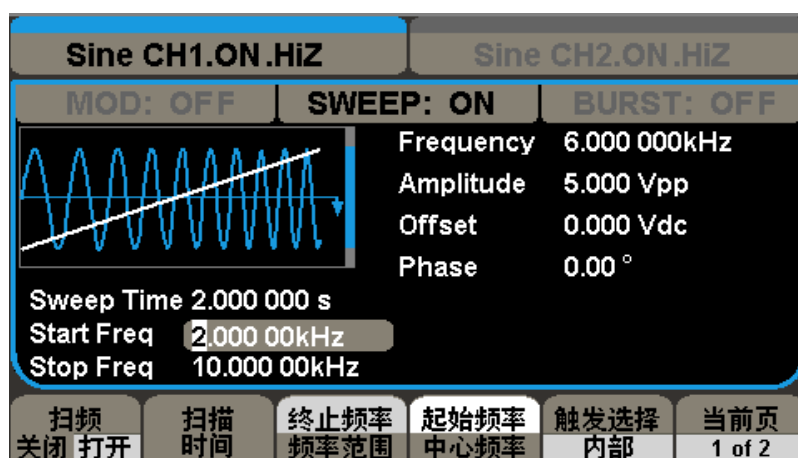 Sine CH1.ON.HiZ
Sine CH2.ON.HiZ
MOD: OFF
SWEEP: ON
BURST: OFF
Frequency 6.000 000kHz
Amplitude 5.000 Vpp
Offset 0.000 Vdc
Phase 0.00 °
Sweep Time 2.000 000 s
Start Freq 2.000 00kHz
Stop Freq 10.000 00kHz
扫频 扫描 终止频率 起始频率 触发选择 当前页
关闭 打开 时间 频率范围 中心频率 内部 1 of 2